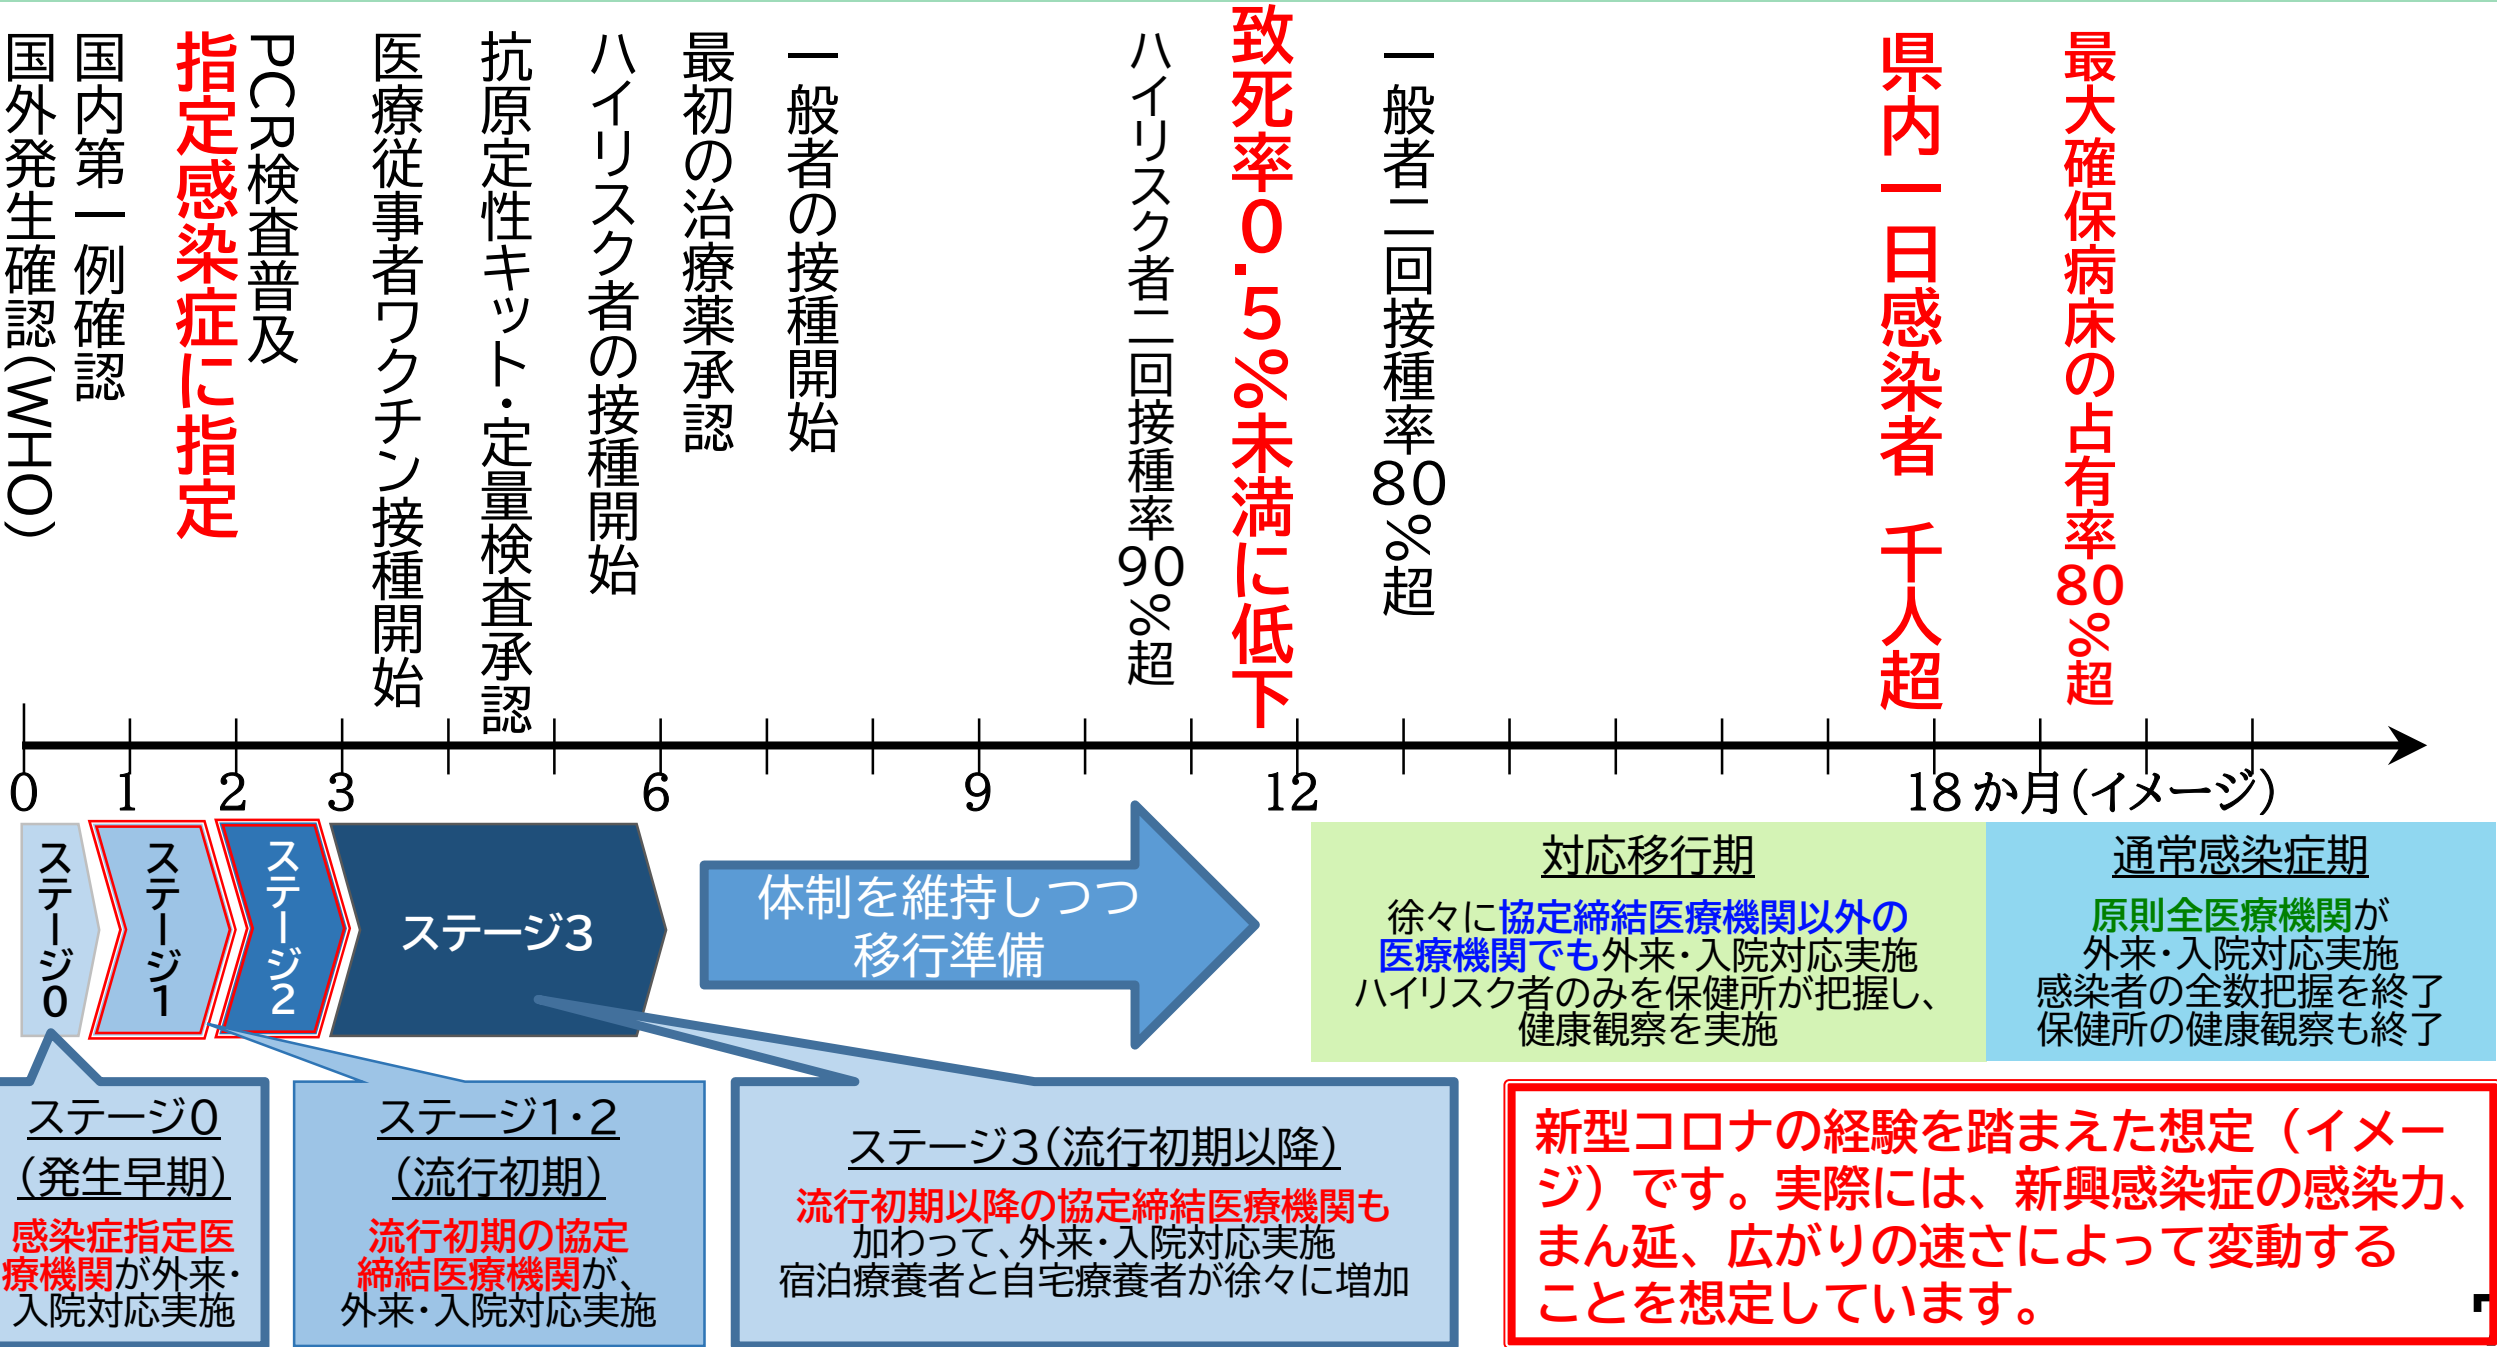 国外発生確認（WHO）
国内第一例確認
指定感染症に指定
PCR検査普及
医療従事者ワクチン接種開始
抗原定性キット・定量検査承認
ハイリスク者の接種開始
最初の治療薬承認
一般者の接種開始
ハイリスク者二回接種率90％超
致死率０.５％未満に低下
一般者二回接種率80％超
県内一日感染者　千人超
最大確保病床の占有率80％超
0 1 2 3 6 9 12 18か月（イメージ）
ステージ0
ステージ1
ステージ2
ステージ3
体制を維持しつつ
移行準備
対応移行期
徐々に協定締結医療機関以外の
医療機関でも外来・入院対応実施
ハイリスク者のみを保健所が把握し、
健康観察を実施
通常感染症期
原則全医療機関が
外来・入院対応実施
感染者の全数把握を終了
保健所の健康観察も終了
ステージ0
（発生早期）
感染症指定医
療機関が外来・
入院対応実施
ステージ1・2
（流行初期）
流行初期の協定
締結医療機関が、
外来・入院対応実施
ステージ3（流行初期以降）
流行初期以降の協定締結医療機関も
加わって、外来・入院対応実施
宿泊療養者と自宅療養者が徐々に増加
新型コロナの経験を踏まえた想定（イメー
ジ）です。実際には、新興感染症の感染力、
まん延、広がりの速さによって変動する
ことを想定しています。